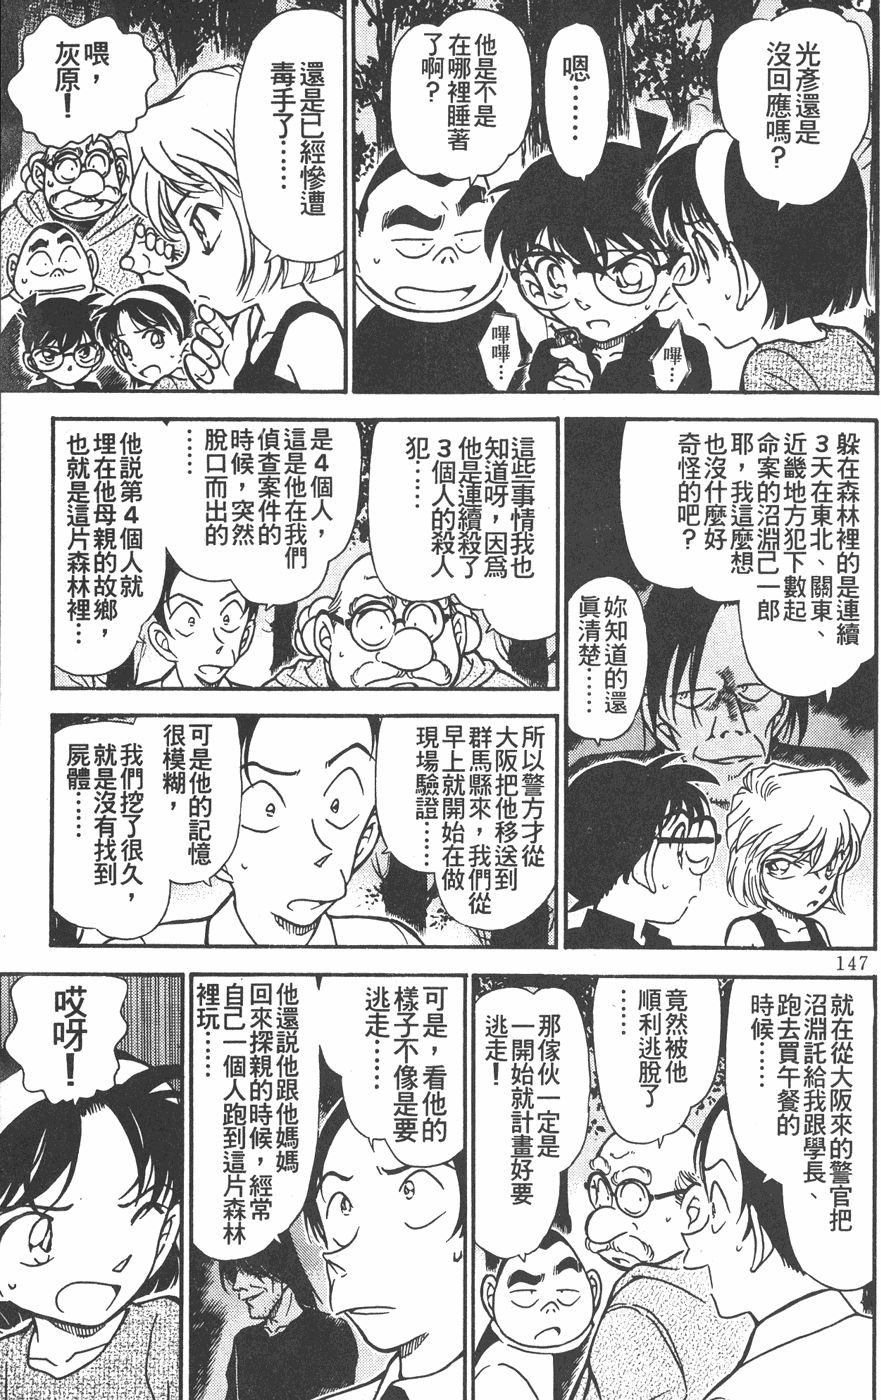 光彥還是
沒回應嗎？
嗯……
他是不是
在哪裡睡著
了啊？
嗶嗶…
嗶…
還是已經慘遭
毒手了……
喂，
灰原！
躲在森林裡的是連續
3天在東北、關東、
近畿地方犯下數起
命案的沼淵己一郎
耶，我這麼想
也沒什麼好
奇怪的吧？
妳知道的還
真清楚……
這些事情我也
知道呀，因為
他是連續殺了
3個人的殺人
犯……
是4個人，
這是他在我們
偵查案件的
時候，突然
脫口而出的
……
他說第4個人就
埋在他母親的故鄉，
也就是這片森林裡…
所以警方才從
大阪把他移送到
群馬縣來，我們從
早上就開始在做
現場驗證……
可是他的記憶
很模糊，
我們挖了很久，
就是沒有找到
屍體……
147
就在從大阪來的警官把
沼淵託給我跟學長、
跑去買午餐的
時候……
竟然被他
順利逃脫了
……
那傢伙一定是
一開始就計畫好要
逃走！
可是，看他的
樣子不像是要
逃走……
他還說他跟他媽媽
回來探親的時候，經常
自己一個人跑到這片森林
裡玩……
哎呀！